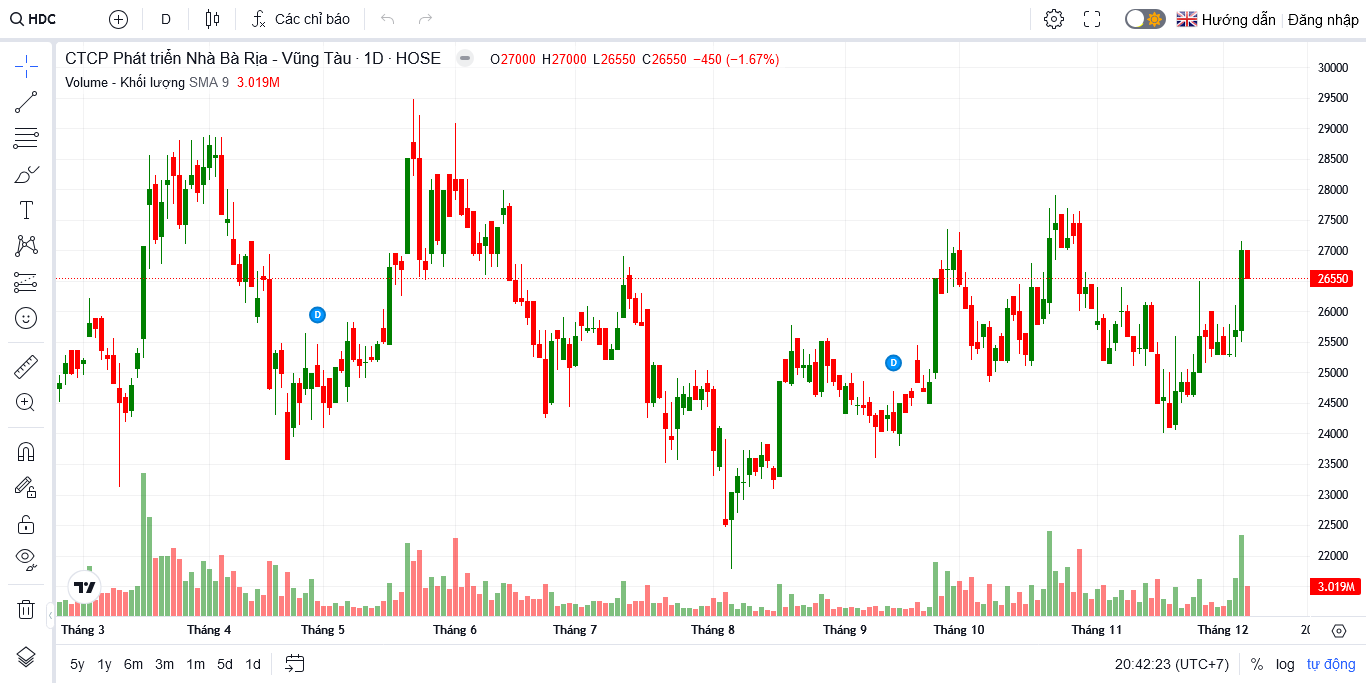 HDC D Các chỉ báo Hướng dẫn Đăng nhập
CTCP Phát triển Nhà Bà Rịa - Vũng Tàu · 1D · HOSE O27000 H27000 L26550 C26550 −450 (−1.67%)
Volume - Khối lượng SMA 9 3.019M
30000
29500
29000
28500
28000
27500
27000
26550
26000
25500
25000
24500
24000
23500
23000
22500
22000
3.019M
D
D
Tháng 3 Tháng 4 Tháng 5 Tháng 6 Tháng 7 Tháng 8 Tháng 9 Tháng 10 Tháng 11 Tháng 12
5y 1y 6m 3m 1m 5d 1d 20:42:23 (UTC+7) % log tự động